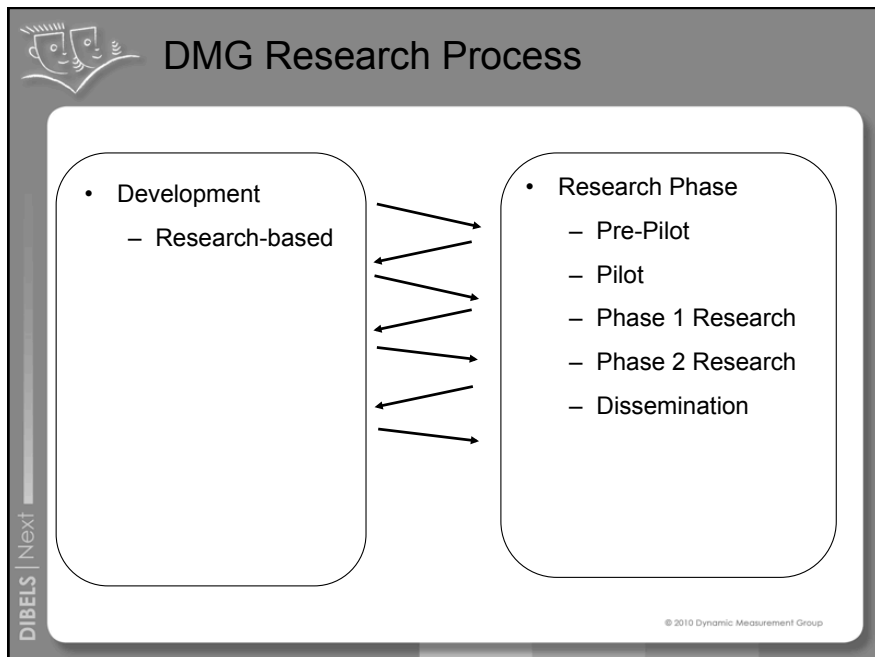 DMG Research Process
• Development
– Research-based
• Research Phase
– Pre-Pilot
– Pilot
– Phase 1 Research
– Phase 2 Research
– Dissemination
DIBELS | Next
© 2010 Dynamic Measurement Group